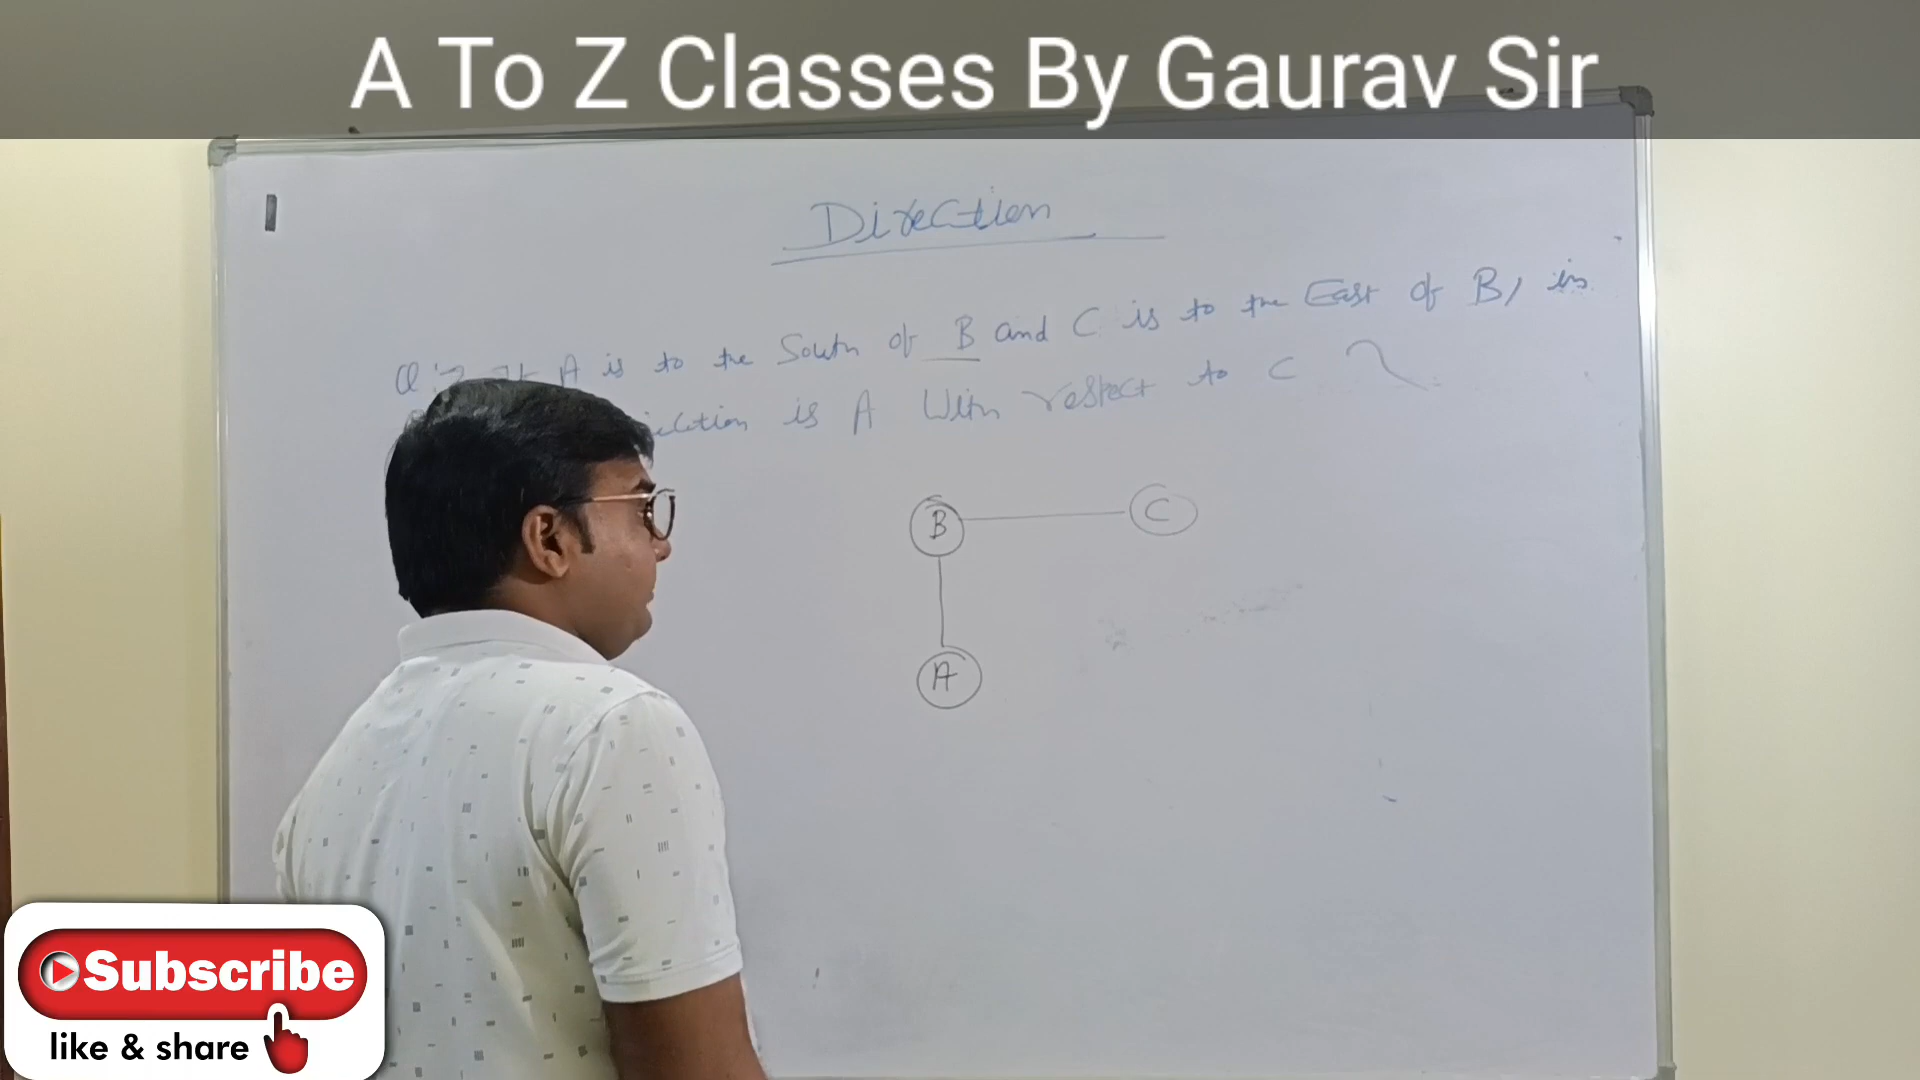 A To Z Classes By Gaurav Sir
Direction
A is to the South of B and C is to the East of B, in
is A With respect to C ?
B
C
A
Subscribe
like & share